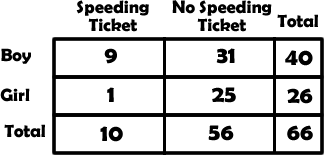 Speeding Ticket No Speeding Ticket Total
Boy 9 31 40
Girl 1 25 26
Total 10 56 66